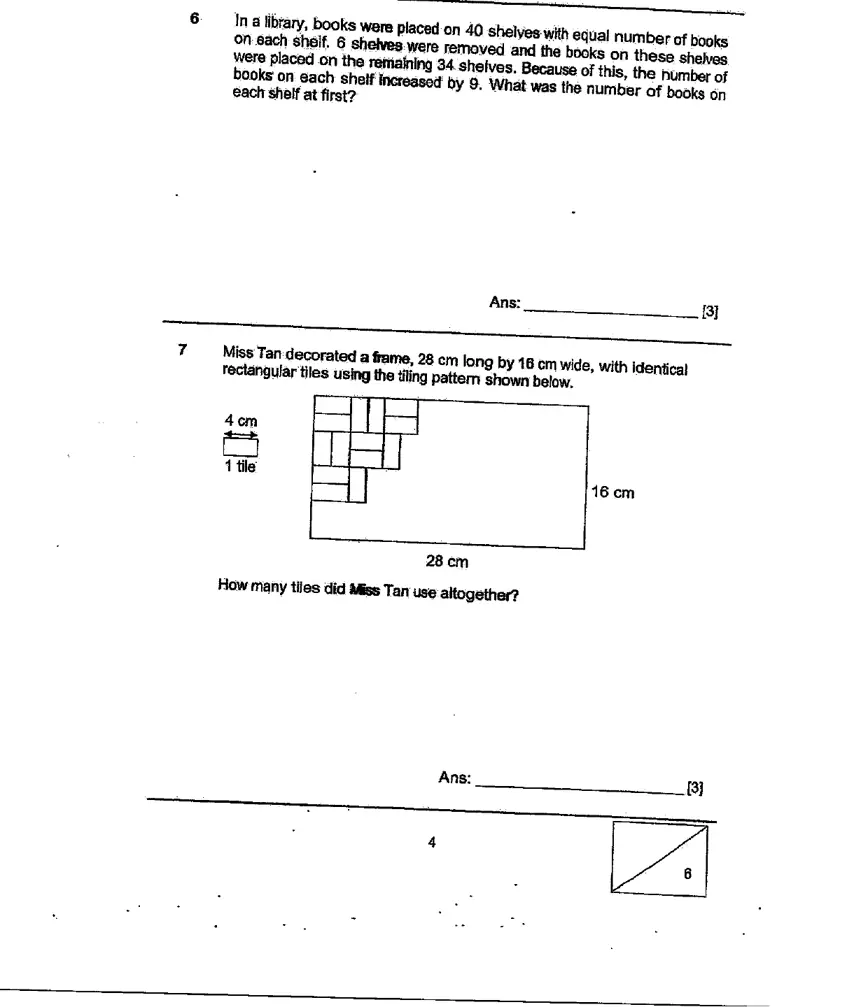 6 In a library, books were placed on 40 shelves with equal number of books
on each shelf. 6 shelves were removed and the books on these shelves
were placed on the remaining 34 shelves. Because of this, the number of
books on each shelf increased by 9. What was the number of books on
each shelf at first?
Ans: [3]
7 Miss Tan decorated a frame, 28 cm long by 16 cm wide, with identical
rectangular tiles using the tiling pattern shown below.
4 cm
1 tile
16 cm
28 cm
How many tiles did Miss Tan use altogether?
Ans: [3]
4
6